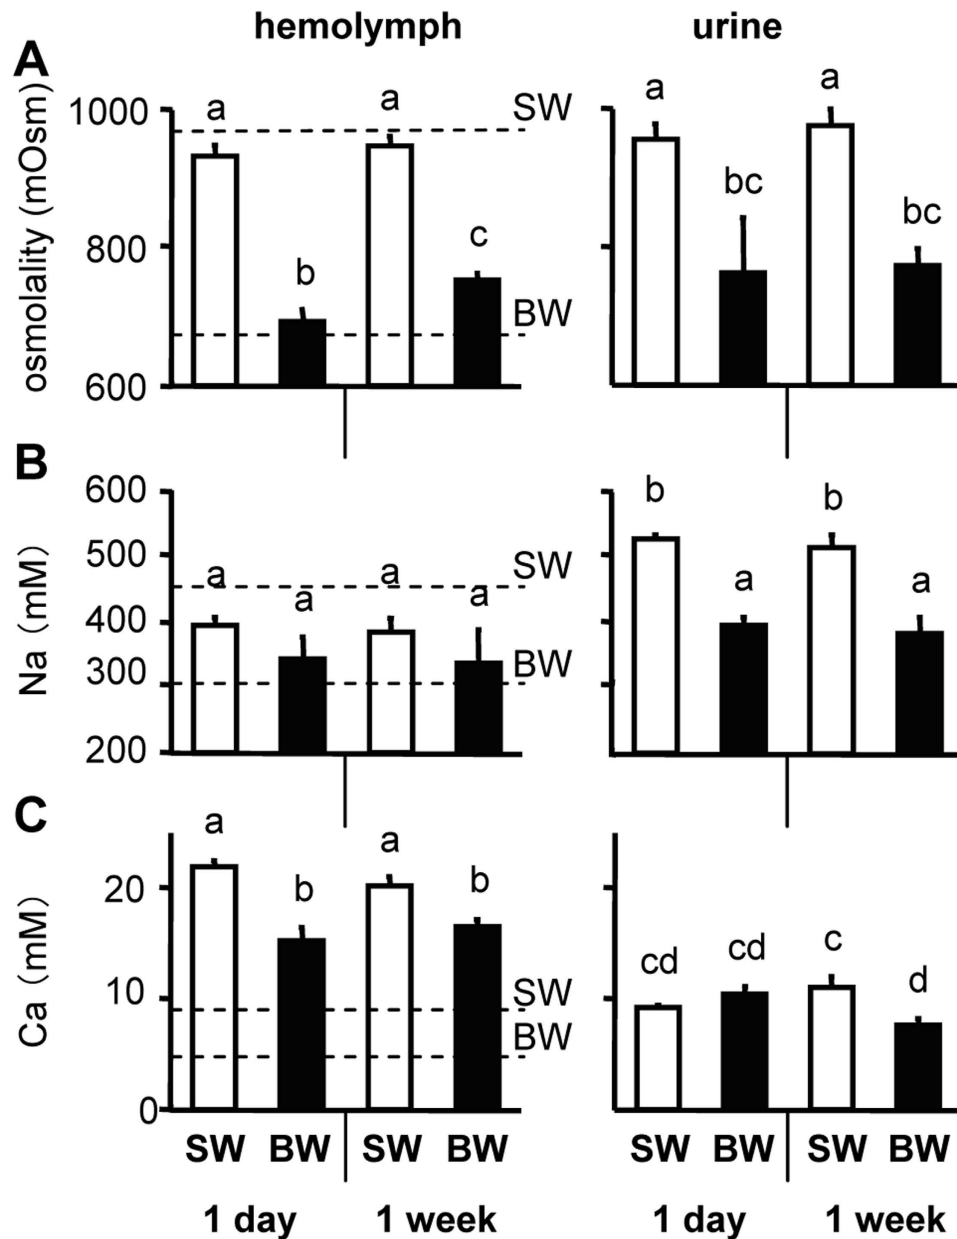 hemolymph urine
A
osmolality (mOsm)
1000
800
600
a
b
a
c
SW
BW
a
bc
a
bc
B
Na (mM)
600
500
400
300
200
a
a
a
a
SW
BW
b
a
b
a
C
Ca (mM)
20
10
0
a
b
a
b
SW
BW
cd
cd
c
d
SW BW SW BW SW BW SW BW
1 day 1 week 1 day 1 week